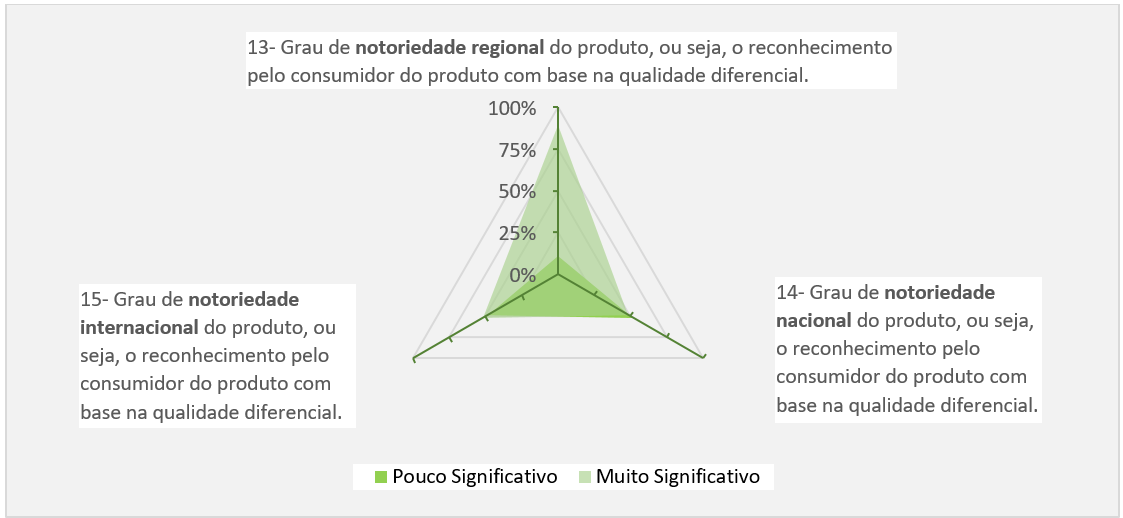 13- Grau de notoriedade regional do produto, ou seja, o reconhecimento
pelo consumidor do produto com base na qualidade diferencial.
100%
75%
50%
25%
0%
15- Grau de notoriedade
internacional do produto, ou
seja, o reconhecimento pelo
consumidor do produto com
base na qualidade diferencial.
14- Grau de notoriedade
nacional do produto, ou seja,
o reconhecimento pelo
consumidor do produto com
base na qualidade diferencial.
Pouco Significativo Muito Significativo